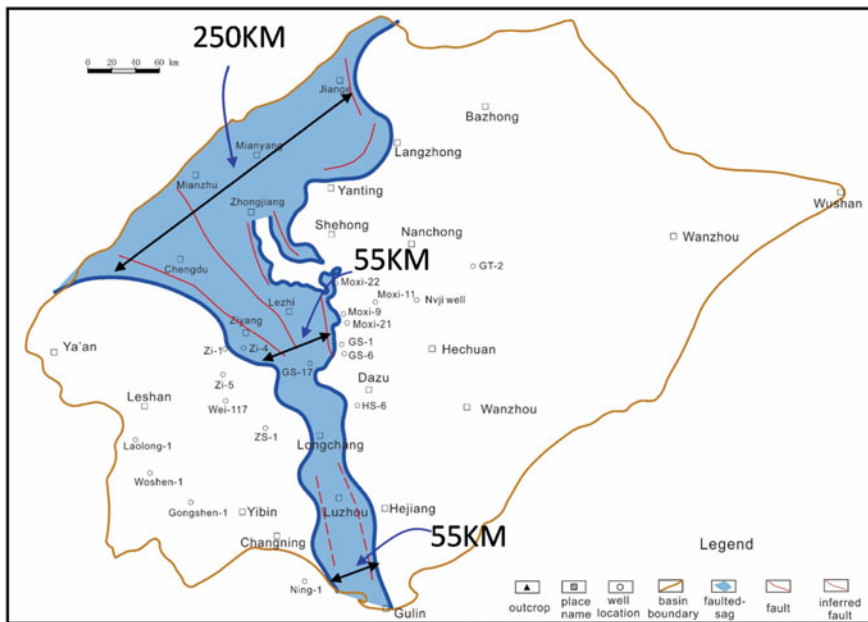 250KM
0 20 40 60 km
Jiange
Bazhong
Mianyang
Langzhong
Mianzhu
Yanting
Wushan
Zhongjiang
Shehong
Nanchong
Wanzhou
Chengdu
55KM
GT-2
Moxi-22
Moxi-11
Nvji well
Lezhi
Moxi-9
Moxi-21
Ziyang
Ya'an
Zi-1
Zi-4
GS-1
GS-6
Hechuan
GS-17
Zi-5
Dazu
Leshan
Wei-117
HS-6
Wanzhou
ZS-1
Longchang
Laolong-1
Woshen-1
Luzhou
Gongshen-1
Yibin
Hejiang
Changning
55KM
Legend
Ning-1
Gulin
outcrop
place
name
well
location
basin
boundary
faulted-
sag
fault
inferred
fault